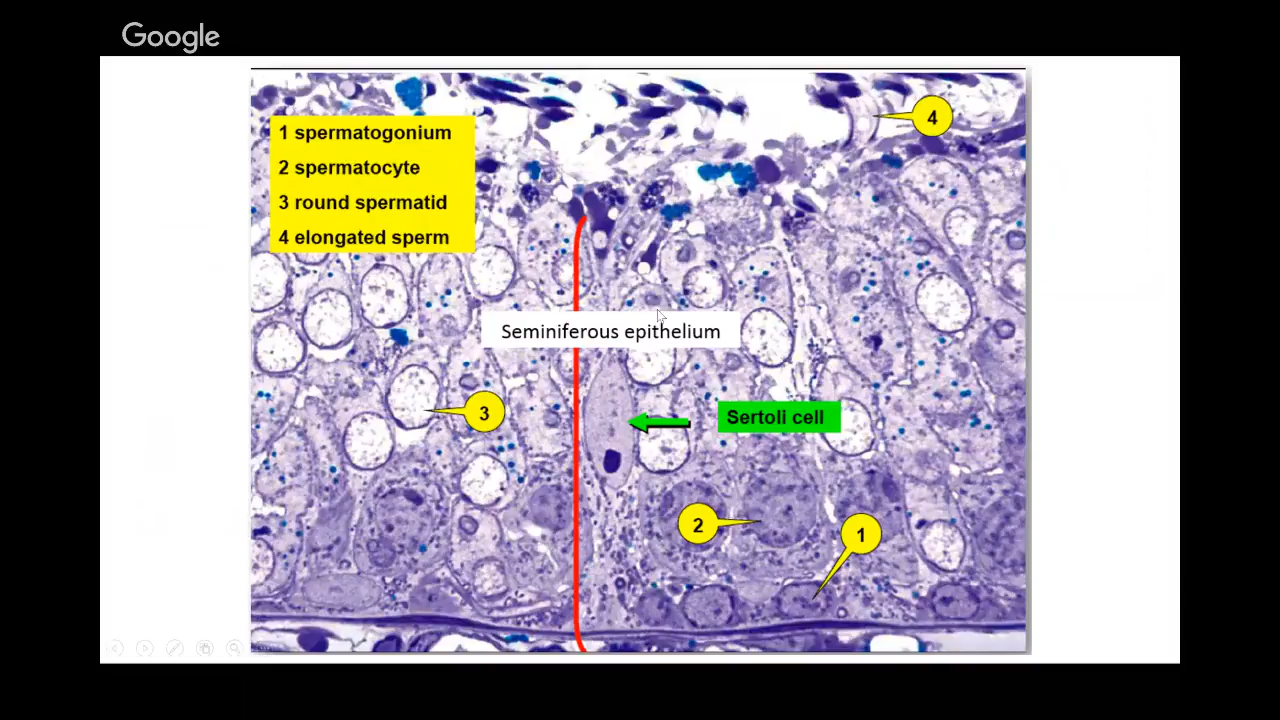 Google
1 spermatogonium
2 spermatocyte
3 round spermatid
4 elongated sperm
4
Seminiferous epithelium
3
Sertoli cell
2
1